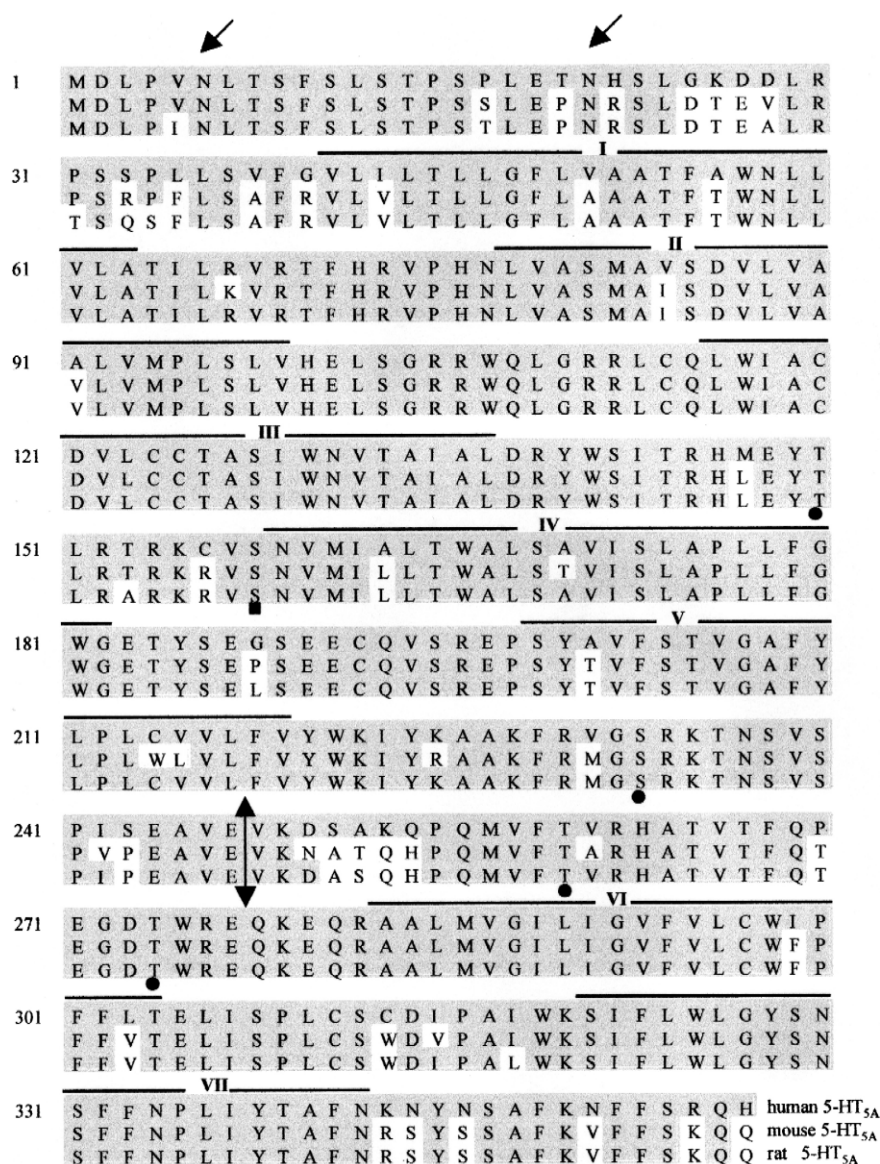 1 M D L P V N L T S F S L S T P S P L E T N H S L G K D D L R
M D L P V N L T S F S L S T P S S L E P N R S L D T E V L R
M D L P I N L T S F S L S T P S T L E P N R S L D T E A L R
I
31 P S S P L L S V F G V L I L T L L G F L V A A T F A W N L L
P S R P F L S A F R V L V L T L L G F L A A A T F T W N L L
T S Q S F L S A F R V L V L T L L G F L A A A T F T W N L L
II
61 V L A T I L R V R T F H R V P H N L V A S M A V S D V L V A
V L A T I L K V R T F H R V P H N L V A S M A I S D V L V A
V L A T I L R V R T F H R V P H N L V A S M A I S D V L V A
91 A L V M P L S L V H E L S G R R W Q L G R R L C Q L W I A C
V L V M P L S L V H E L S G R R W Q L G R R L C Q L W I A C
V L V M P L S L V H E L S G R R W Q L G R R L C Q L W I A C
III
121 D V L C C T A S I W N V T A I A L D R Y W S I T R H M E Y T
D V L C C T A S I W N V T A I A L D R Y W S I T R H L E Y T
D V L C C T A S I W N V T A I A L D R Y W S I T R H L E Y T
IV
151 L R T R K C V S N V M I A L T W A L S A V I S L A P L L F G
L R T R K R V S N V M I L L T W A L S T V I S L A P L L F G
L R A R K R V S N V M I L L T W A L S A V I S L A P L L F G
V
181 W G E T Y S E G S E E C Q V S R E P S Y A V F S T V G A F Y
W G E T Y S E P S E E C Q V S R E P S Y T V F S T V G A F Y
W G E T Y S E L S E E C Q V S R E P S Y T V F S T V G A F Y
211 L P L C V V L F V Y W K I Y K A A K F R V G S R K T N S V S
L P L W L V L F V Y W K I Y R A A K F R M G S R K T N S V S
L P L C V V L F V Y W K I Y K A A K F R M G S R K T N S V S
241 P I S E A V E V K D S A K Q P Q M V F T V R H A T V T F Q P
P V P E A V E V K N A T Q H P Q M V F T A R H A T V T F Q T
P I P E A V E V K D A S Q H P Q M V F T V R H A T V T F Q T
VI
271 E G D T W R E Q K E Q R A A L M V G I L I G V F V L C W I P
E G D T W R E Q K E Q R A A L M V G I L I G V F V L C W F P
E G D T W R E Q K E Q R A A L M V G I L I G V F V L C W F P
301 F F L T E L I S P L C S C D I P A I W K S I F L W L G Y S N
F F V T E L I S P L C S W D V P A I W K S I F L W L G Y S N
F F V T E L I S P L C S W D I P A L W K S I F L W L G Y S N
VII
331 S F F N P L I Y T A F N K N Y N S A F K N F F S R Q H human 5-HT5A
S F F N P L I Y T A F N R S Y S S A F K V F F S K Q Q mouse 5-HT5A
S F F N P L I Y T A F N R S Y S S A F K V F F S K Q Q rat 5-HT5A